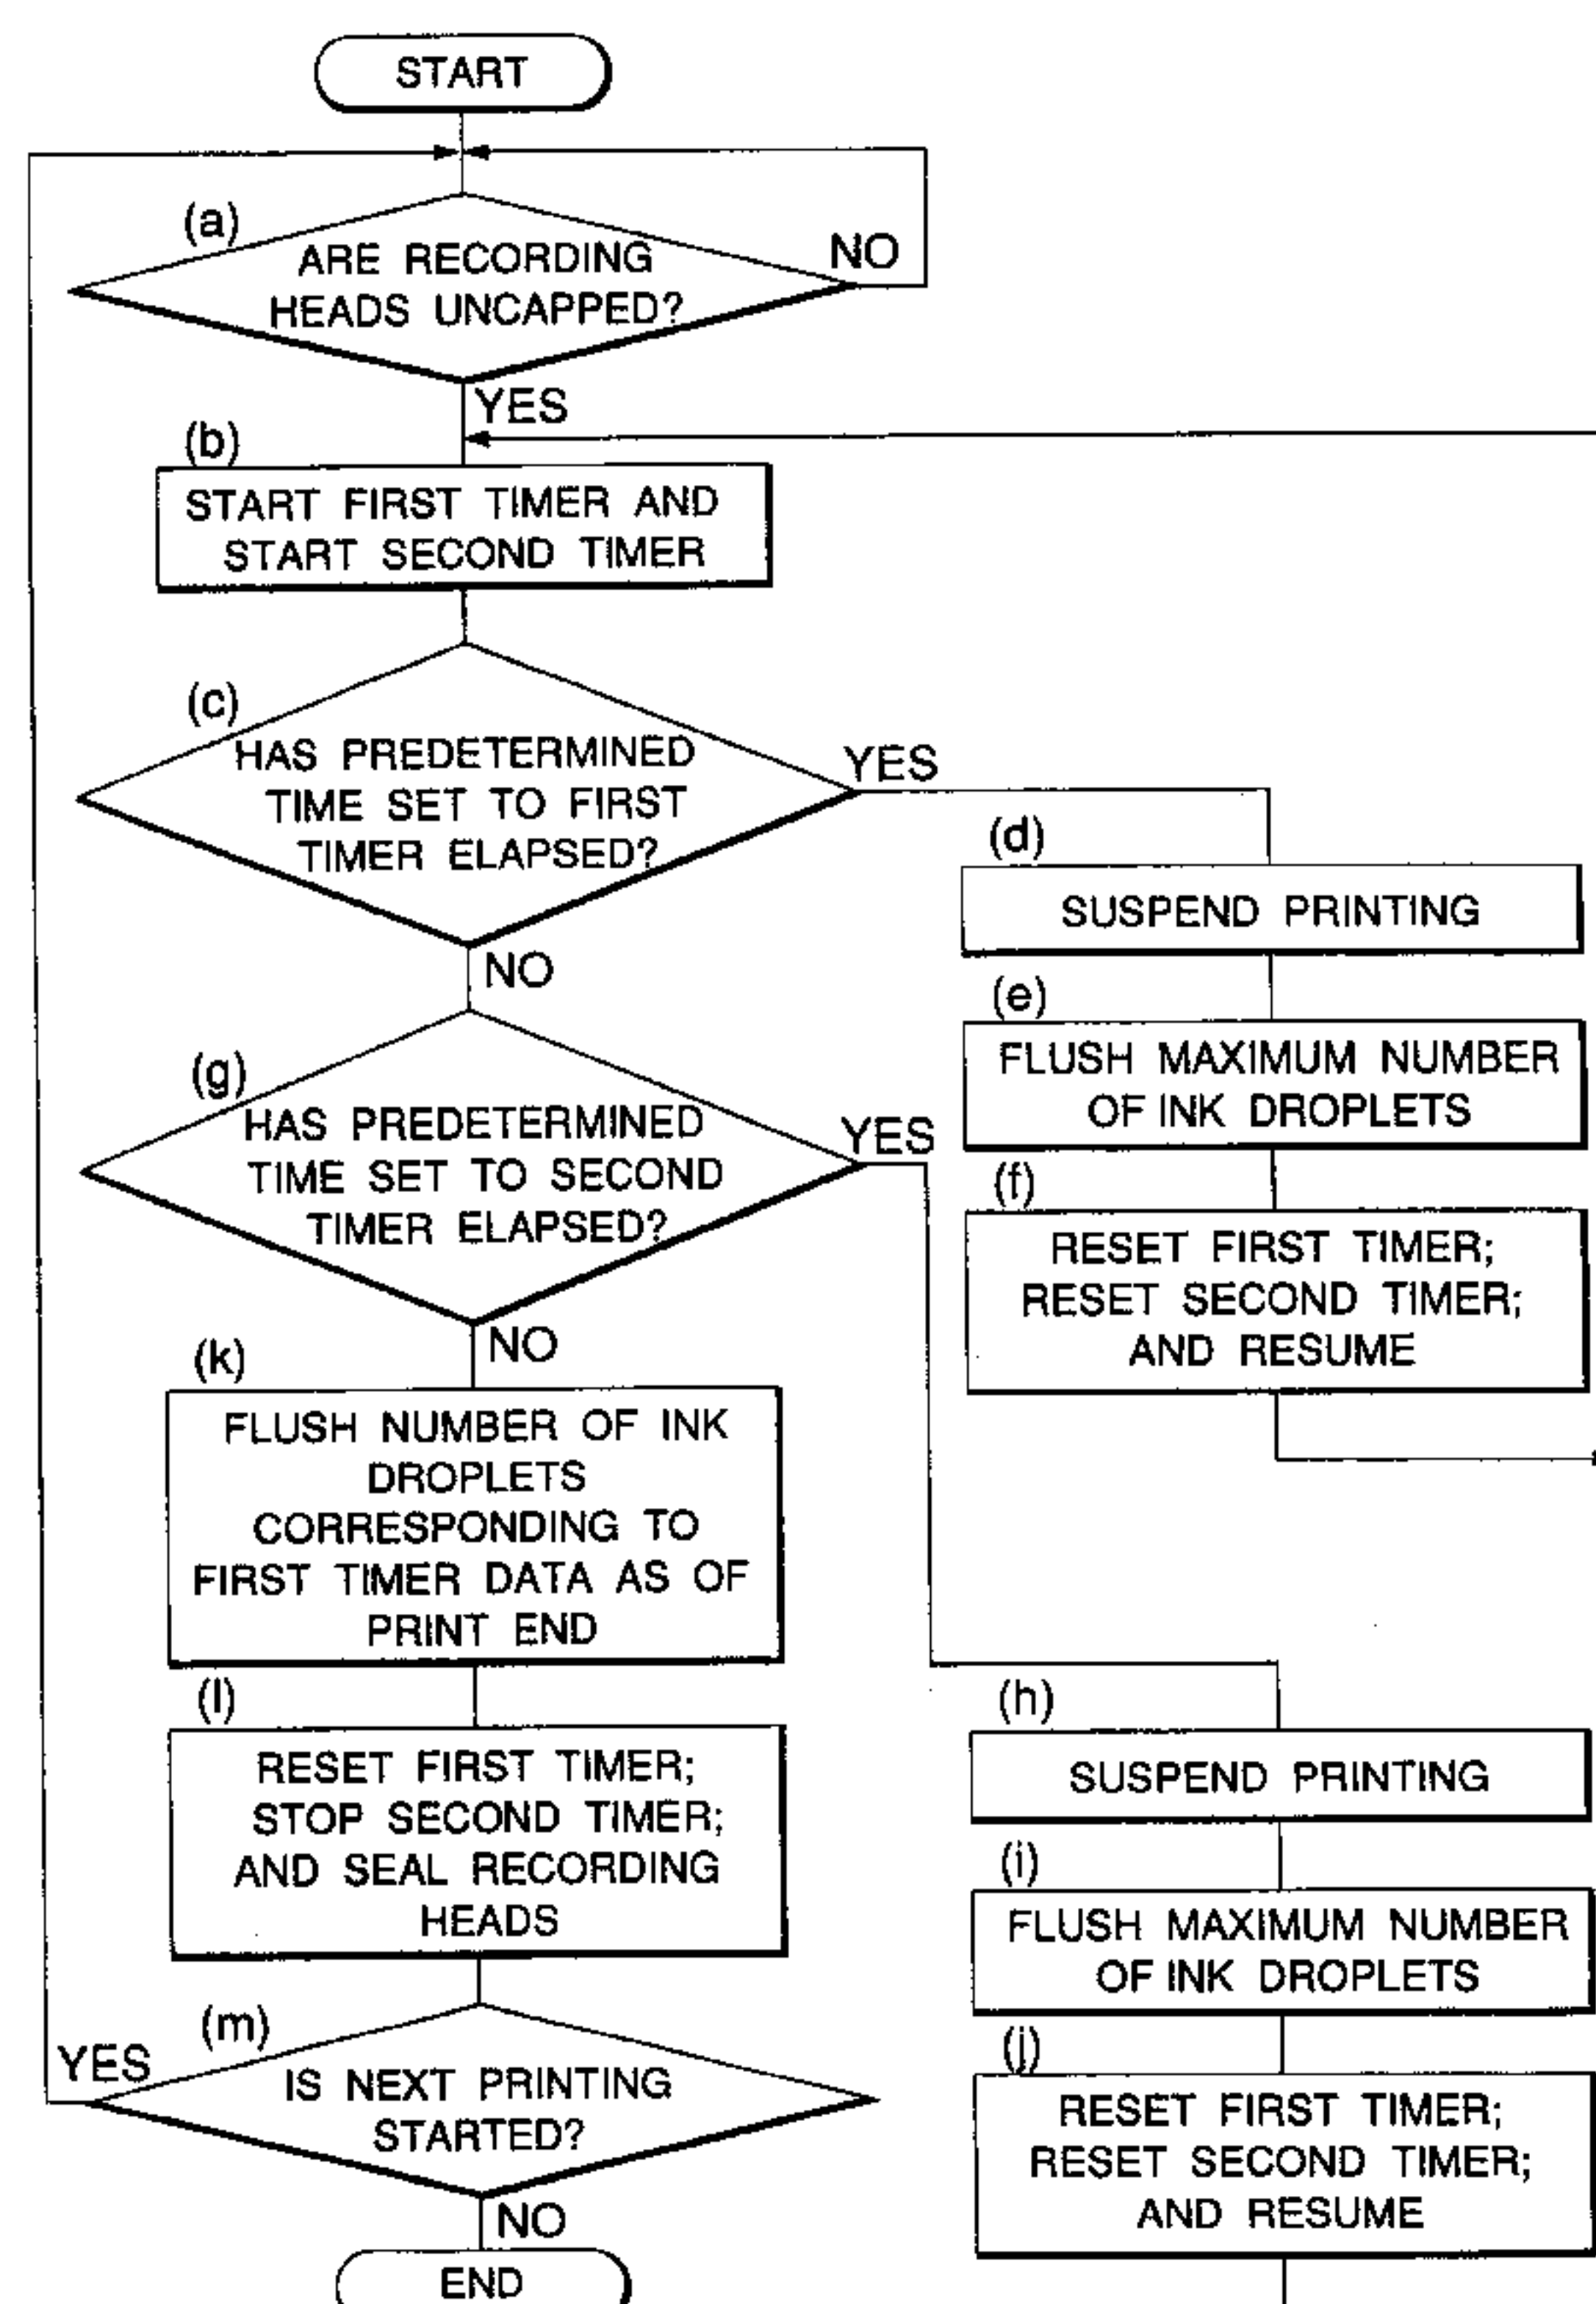 START
(a)
ARE RECORDING
HEADS UNCAPPED?
NO
YES
(b)
START FIRST TIMER AND
START SECOND TIMER
(c)
HAS PREDETERMINED
TIME SET TO FIRST
TIMER ELAPSED?
YES
NO
(d)
SUSPEND PRINTING
(e)
FLUSH MAXIMUM NUMBER
OF INK DROPLETS
(f)
RESET FIRST TIMER;
RESET SECOND TIMER;
AND RESUME
(g)
HAS PREDETERMINED
TIME SET TO SECOND
TIMER ELAPSED?
YES
NO
(h)
SUSPEND PRINTING
(i)
FLUSH MAXIMUM NUMBER
OF INK DROPLETS
(j)
RESET FIRST TIMER;
RESET SECOND TIMER;
AND RESUME
(k)
FLUSH NUMBER OF INK
DROPLETS
CORRESPONDING TO
FIRST TIMER DATA AS OF
PRINT END
(l)
RESET FIRST TIMER;
STOP SECOND TIMER;
AND SEAL RECORDING
HEADS
(m)
YES
IS NEXT PRINTING
STARTED?
NO
END